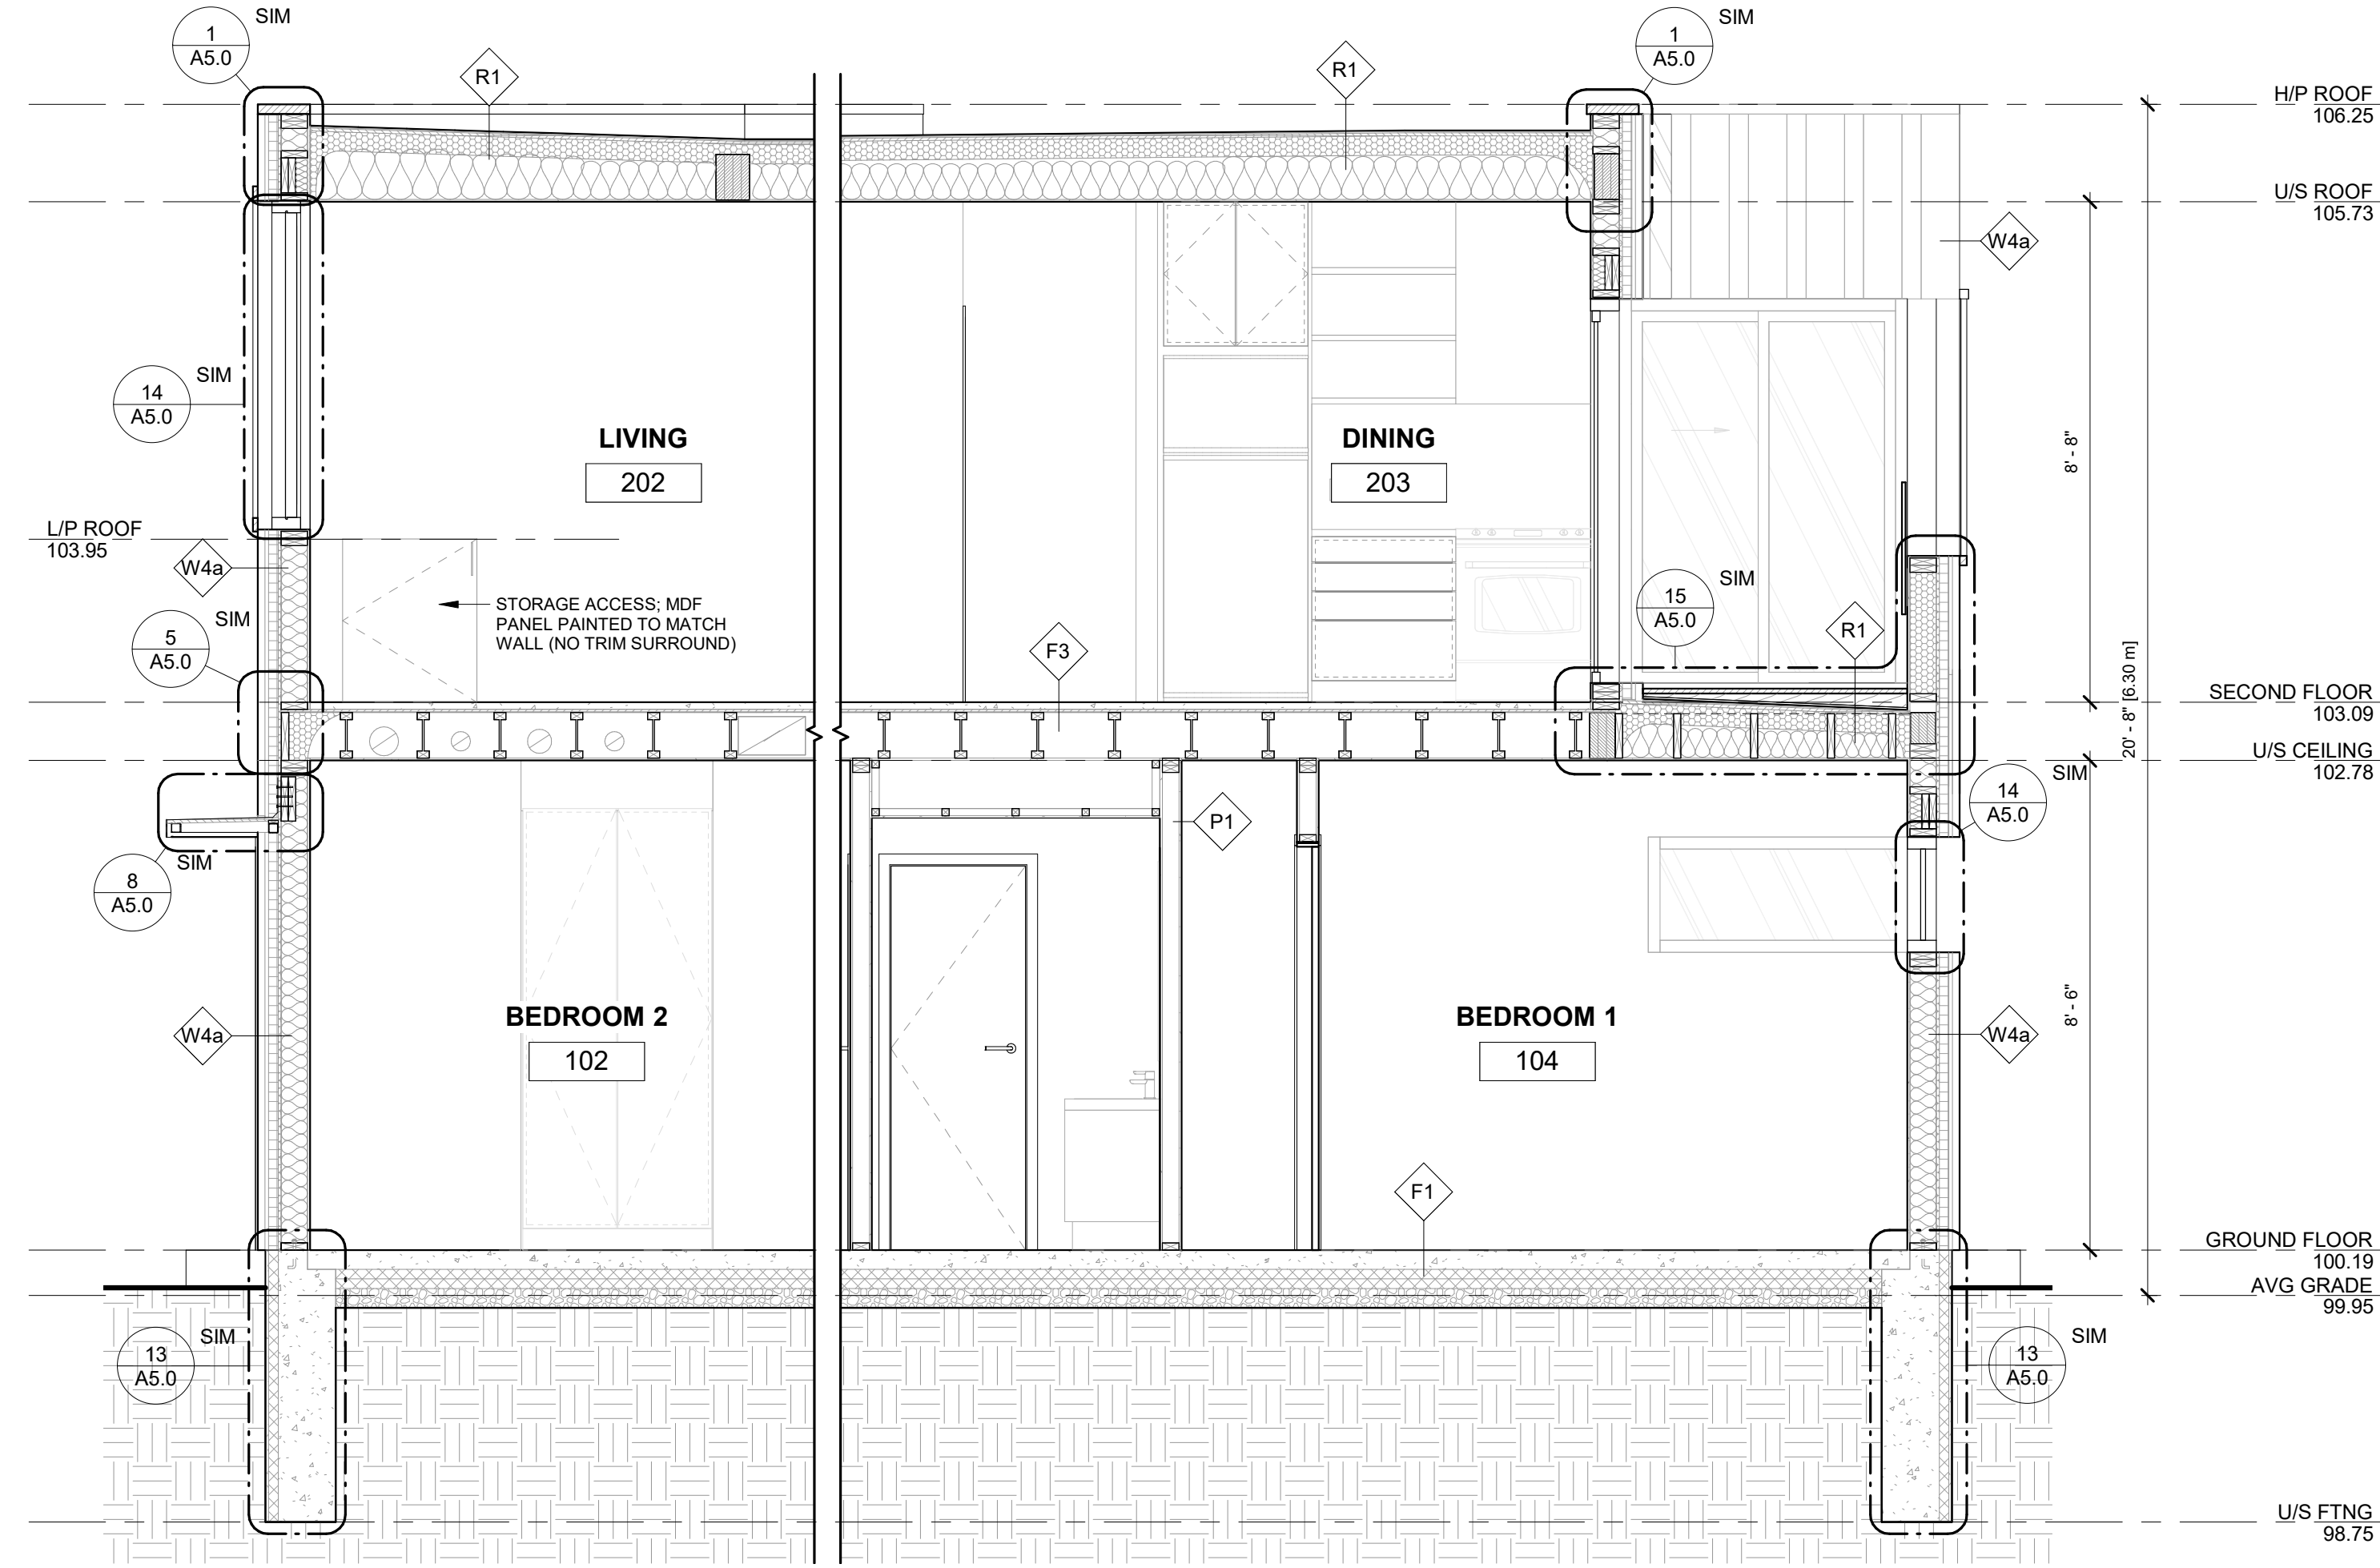 SIM
1
A5.0
R1
R1
SIM
1
A5.0
H/P ROOF
106.25
U/S ROOF
105.73
W4a
SIM
14
A5.0
8' - 8"
LIVING
202
DINING
203
L/P ROOF
103.95
W4a
STORAGE ACCESS; MDF
PANEL PAINTED TO MATCH
WALL (NO TRIM SURROUND)
SIM
5
A5.0
F3
SIM
15
A5.0
R1
20' - 8" [6.30 m]
SECOND FLOOR
103.09
U/S CEILING
102.78
SIM
14
A5.0
P1
SIM
8
A5.0
W4a
BEDROOM 2
102
BEDROOM 1
104
W4a
8' - 6"
F1
GROUND FLOOR
100.19
AVG GRADE
99.95
SIM
13
A5.0
SIM
13
A5.0
U/S FTNG
98.75